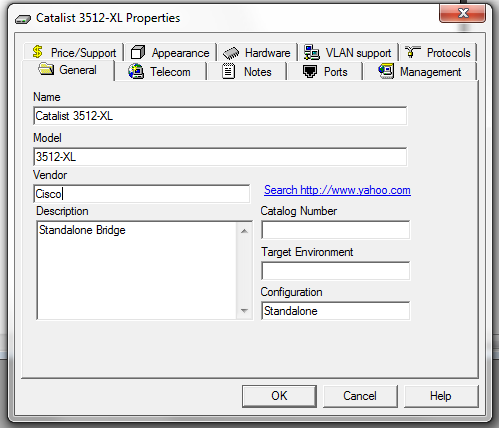 Catalist 3512-XL Properties
Price/Support Appearance Hardware VLAN support Protocols
General Telecom Notes Ports Management
Name
Catalist 3512-XL
Model
3512-XL
Vendor
Cisco
Search http://www.yahoo.com
Description
Standalone Bridge
Catalog Number
Target Environment
Configuration
Standalone
OK Cancel Help